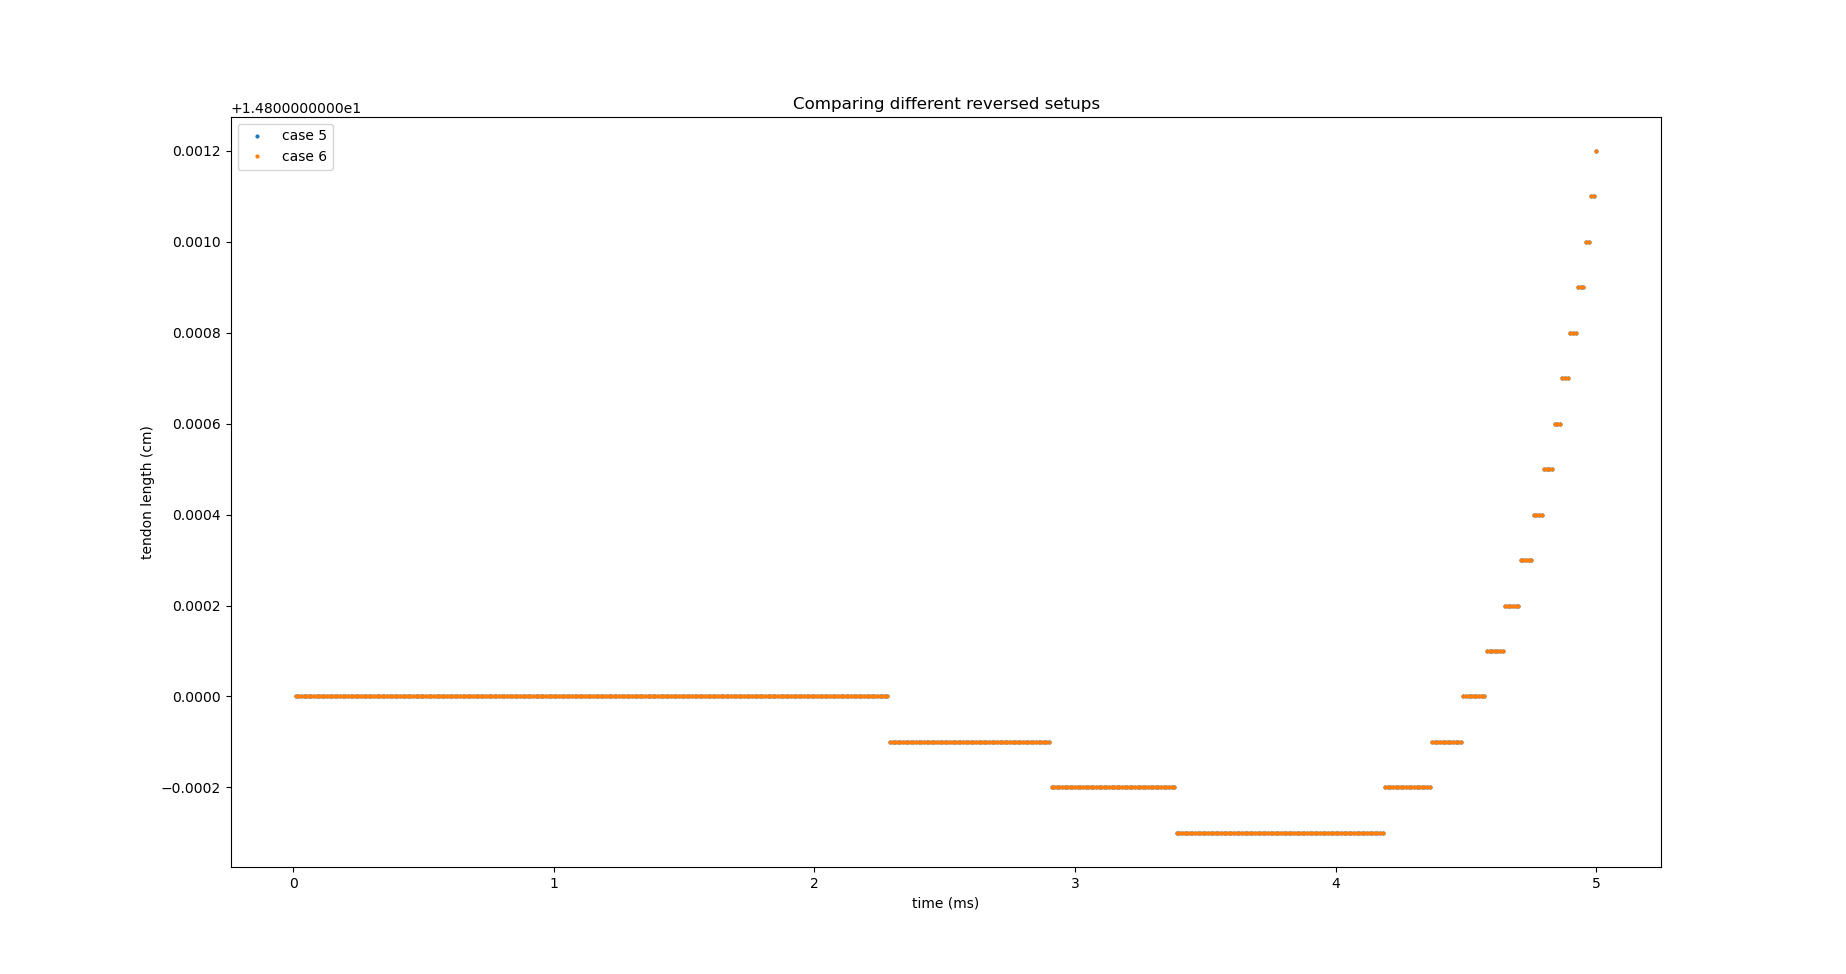 Comparing different reversed setups
+1.4800000000e1
case 5
case 6
0.0012
0.0010
0.0008
0.0006
0.0004
0.0002
0.0000
−0.0002
tendon length (cm)
0 1 2 3 4 5
time (ms)